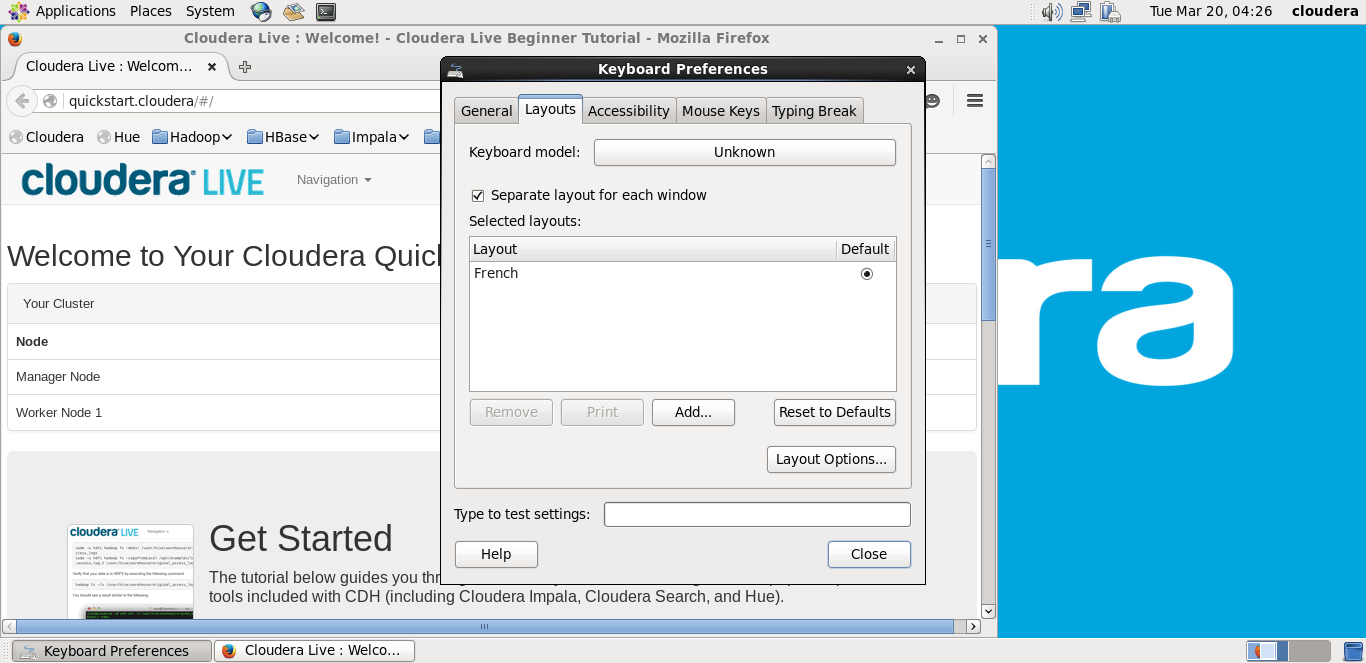 Applications Places System
Tue Mar 20, 04:26 cloudera
Cloudera Live : Welcome! - Cloudera Live Beginner Tutorial - Mozilla Firefox
Cloudera Live : Welcom...
quickstart.cloudera/#/
Cloudera Hue Hadoop HBase Impala
cloudera LIVE Navigation
Welcome to Your Cloudera Quic
Your Cluster
Node
Manager Node
Worker Node 1
cloudera LIVE
Get Started
The tutorial below guides you thr
tools included with CDH (including Cloudera Impala, Cloudera Search, and Hue).
Keyboard Preferences
General Layouts Accessibility Mouse Keys Typing Break
Keyboard model: Unknown
Separate layout for each window
Selected layouts:
Layout Default
French
Remove Print Add... Reset to Defaults
Layout Options...
Type to test settings:
Help Close
ra
Keyboard Preferences Cloudera Live : Welco...